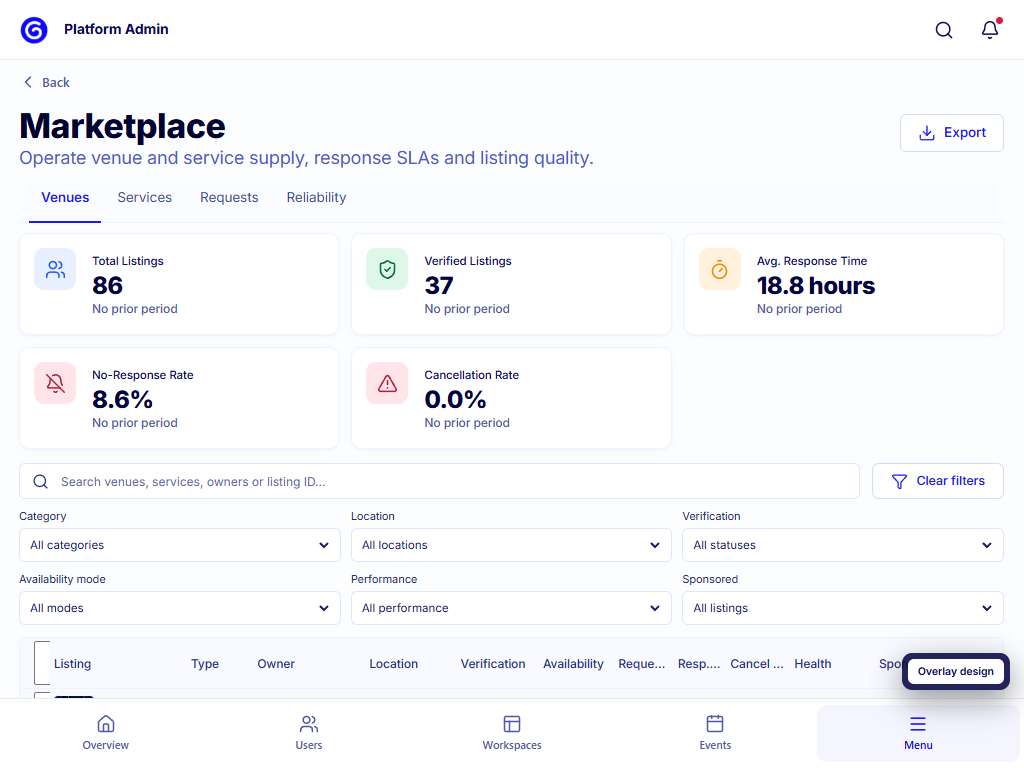 Platform Admin
Back
Marketplace
Operate venue and service supply, response SLAs and listing quality.
Export
Venues Services Requests Reliability
Total Listings
86
No prior period
Verified Listings
37
No prior period
Avg. Response Time
18.8 hours
No prior period
No-Response Rate
8.6%
No prior period
Cancellation Rate
0.0%
No prior period
Search venues, services, owners or listing ID...
Clear filters
Category Location Verification
All categories All locations All statuses
Availability mode Performance Sponsored
All modes All performance All listings
Listing Type Owner Location Verification Availability Reque... Resp.... Cancel ... Health Spo
Overlay design
Overview Users Workspaces Events Menu